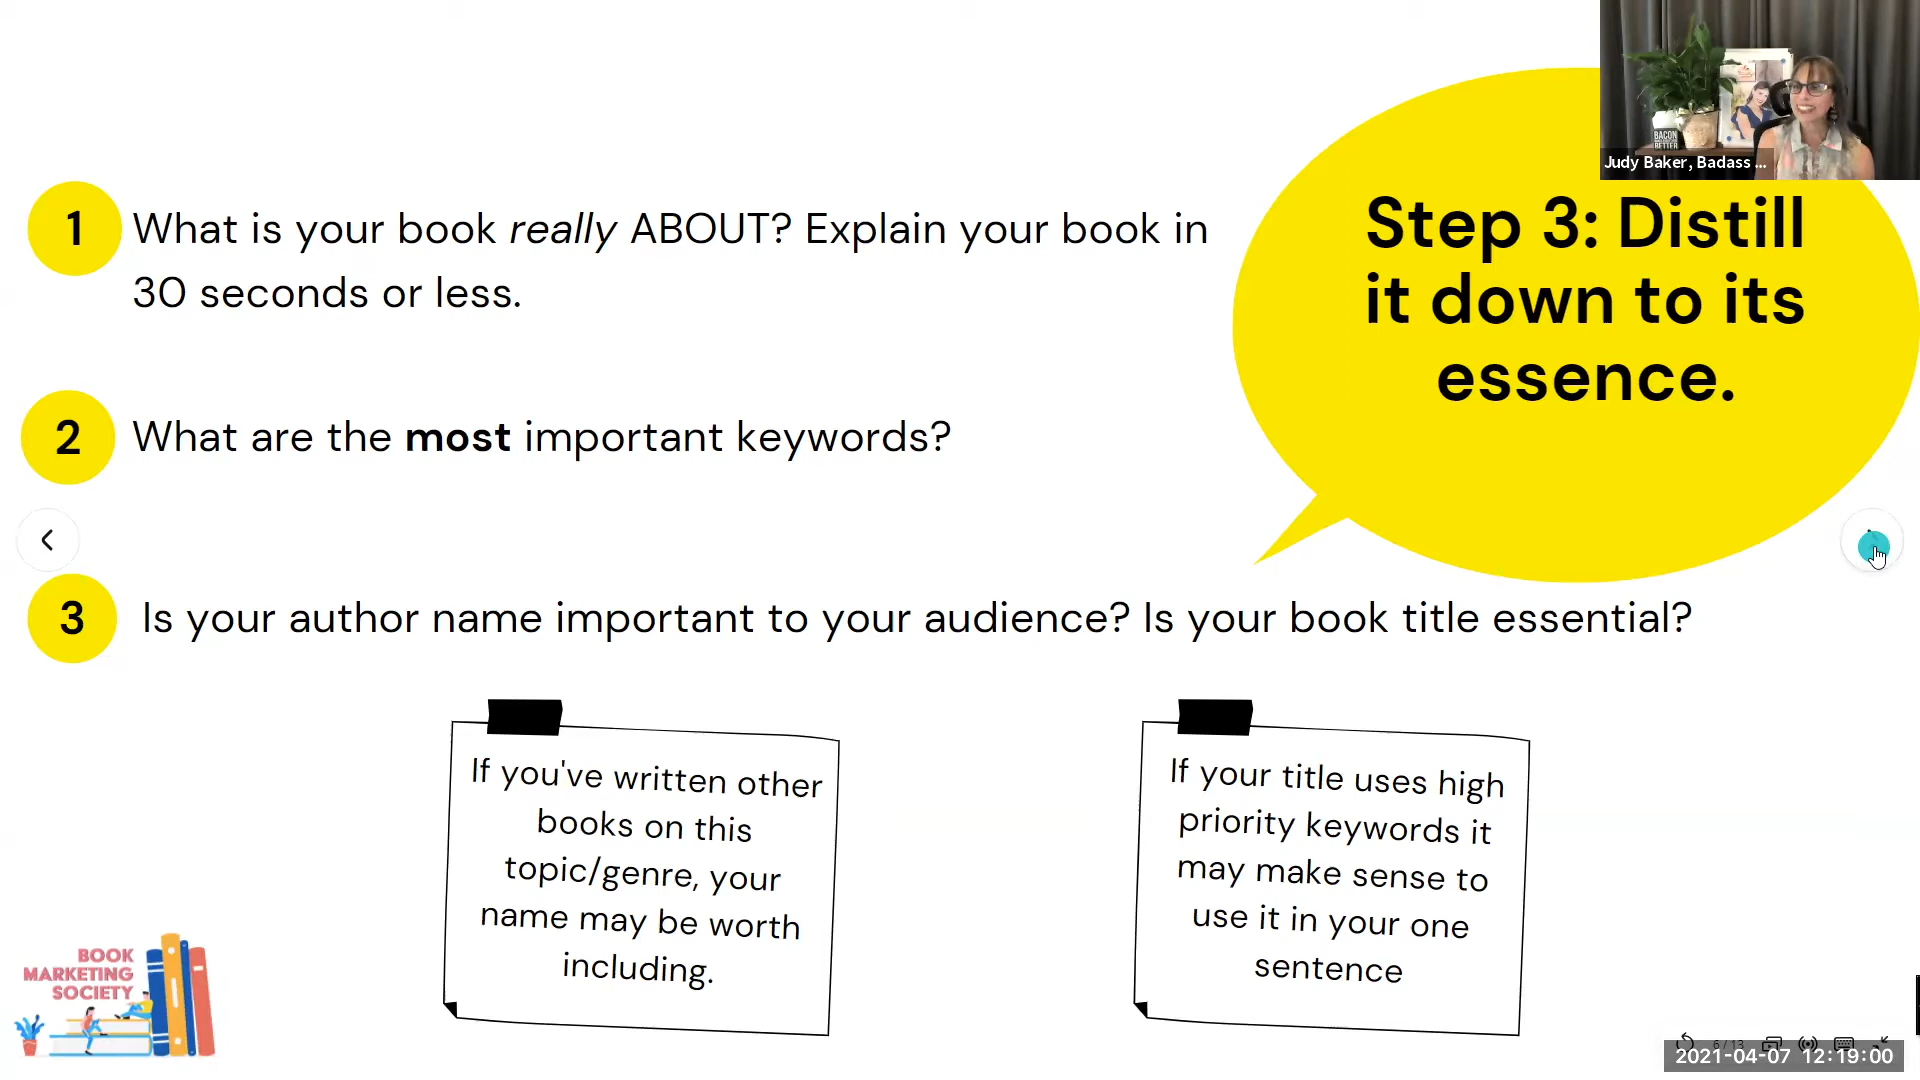 Judy Baker, Badass ...
BACON
BETTER
Step 3: Distill
it down to its
essence.
1
What is your book really ABOUT? Explain your book in
30 seconds or less.
2
What are the most important keywords?
3
Is your author name important to your audience? Is your book title essential?
If you've written other
books on this
topic/genre, your
name may be worth
including.
If your title uses high
priority keywords it
may make sense to
use it in your one
sentence
BOOK
MARKETING
SOCIETY
6 / 13
2021-04-07 12:19:00